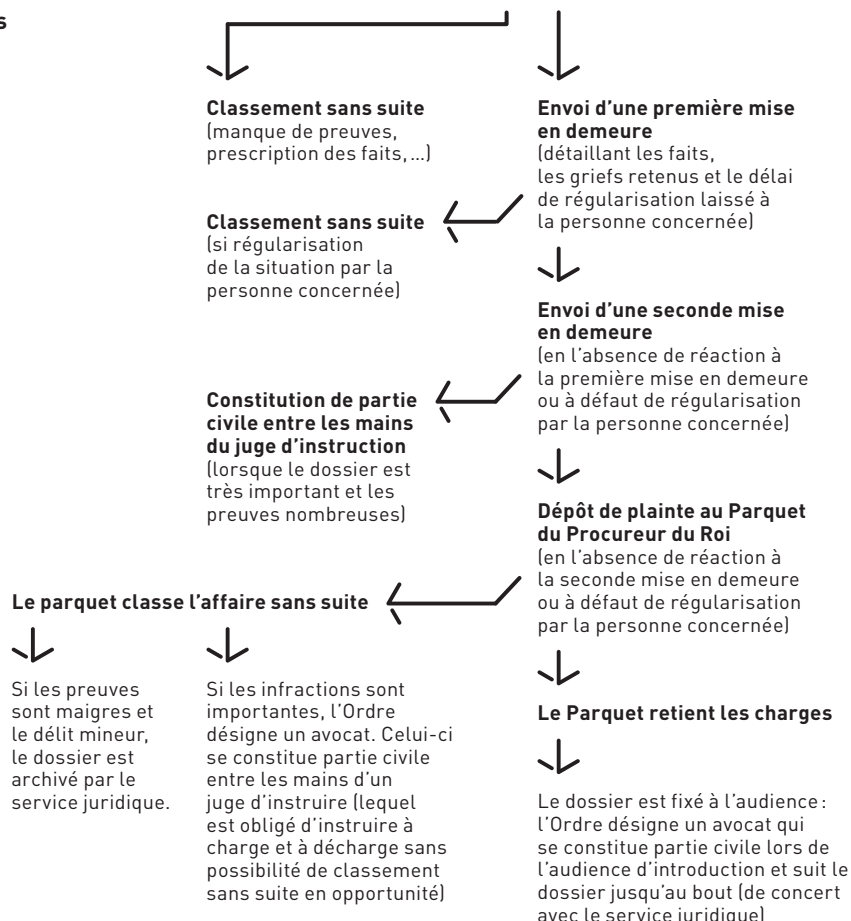 s
Classement sans suite
(manque de preuves,
prescription des faits, ...)
Envoi d'une première mise
en demeure
(détaillant les faits,
les griefs retenus et le délai
de régularisation laissé à
la personne concernée)
Classement sans suite
(si régularisation
de la situation par la
personne concernée)
Envoi d'une seconde mise
en demeure
(en l'absence de réaction à
la première mise en demeure
ou à défaut de régularisation
par la personne concernée)
Constitution de partie
civile entre les mains
du juge d'instruction
(lorsque le dossier est
très important et les
preuves nombreuses)
Dépôt de plainte au Parquet
du Procureur du Roi
(en l'absence de réaction à
la seconde mise en demeure
ou à défaut de régularisation
par la personne concernée)
Le parquet classe l'affaire sans suite
Si les preuves
sont maigres et
le délit mineur,
le dossier est
archivé par le
service juridique.
Si les infractions sont
importantes, l'Ordre
désigne un avocat. Celui-ci
se constitue partie civile
entre les mains d'un
juge d'instruire (lequel
est obligé d'instruire à
charge et à décharge sans
possibilité de classement
sans suite en opportunité)
Le Parquet retient les charges
Le dossier est fixé à l'audience :
l'Ordre désigne un avocat qui
se constitue partie civile lors de
l'audience d'introduction et suit le
dossier jusqu'au bout (de concert
avec le service juridique)